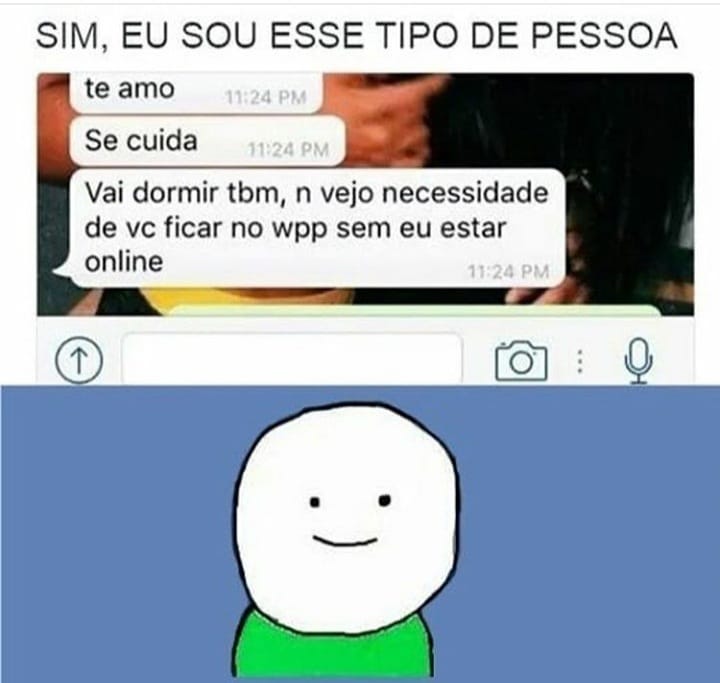 SIM, EU SOU ESSE TIPO DE PESSOA
te amo 11:24 PM
Se cuida 11:24 PM
Vai dormir tbm, n vejo necessidade
de vc ficar no wpp sem eu estar
online 11:24 PM